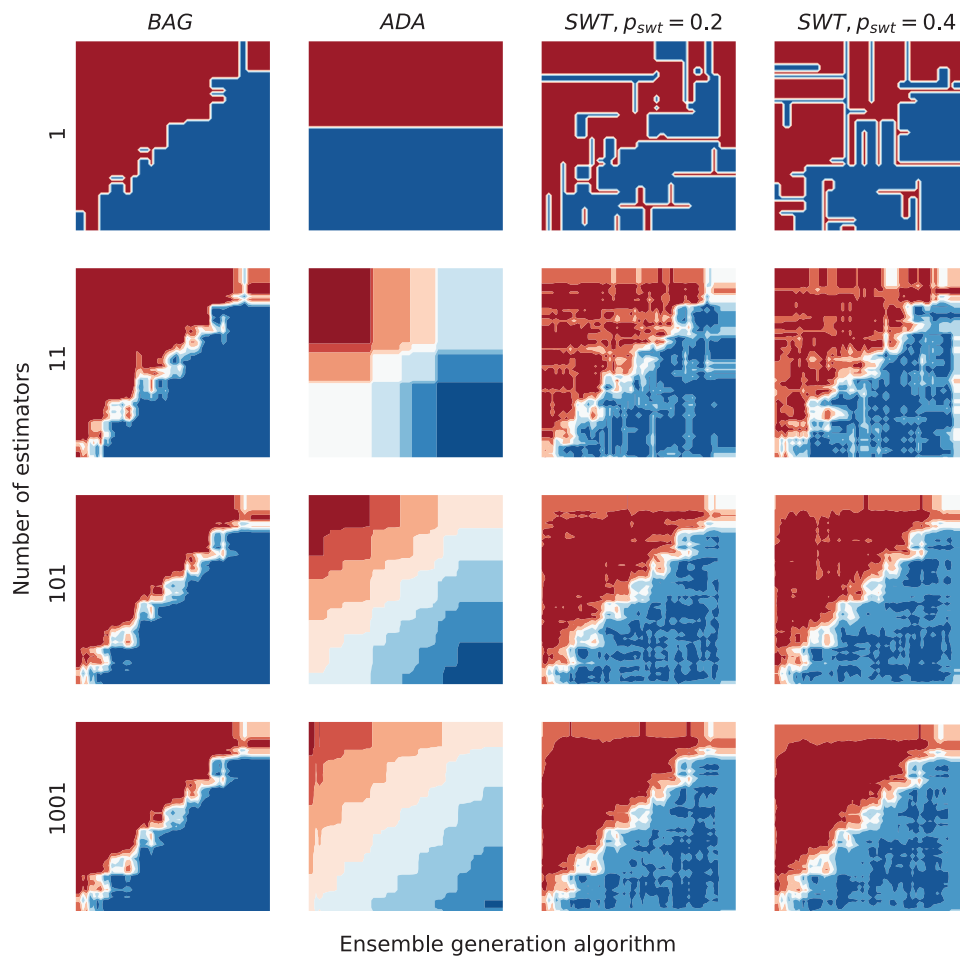 BAG
ADA
SWT, p_swt = 0.2
SWT, p_swt = 0.4
Number of estimators
1
11
101
1001
Ensemble generation algorithm